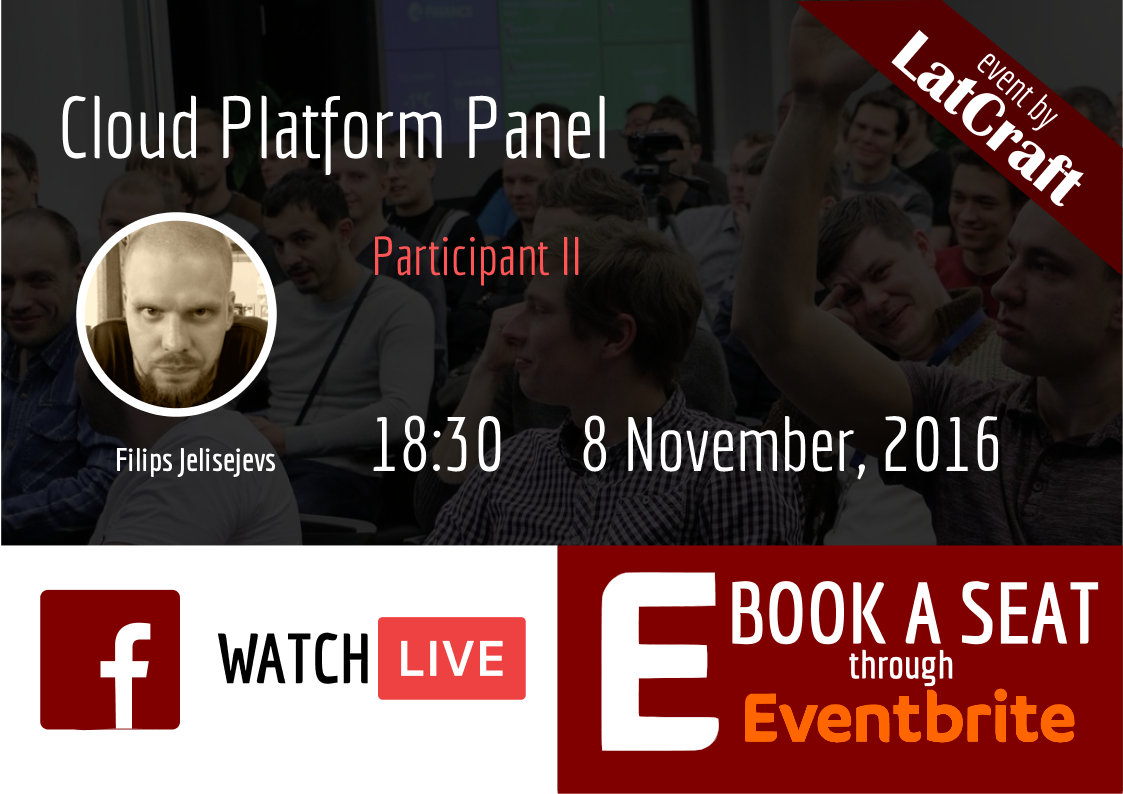 event by
LatCraft
Cloud Platform Panel
Participant II
Filips Jelisejevs
18:30 8 November, 2016
f
WATCH LIVE
E
BOOK A SEAT
through
Eventbrite